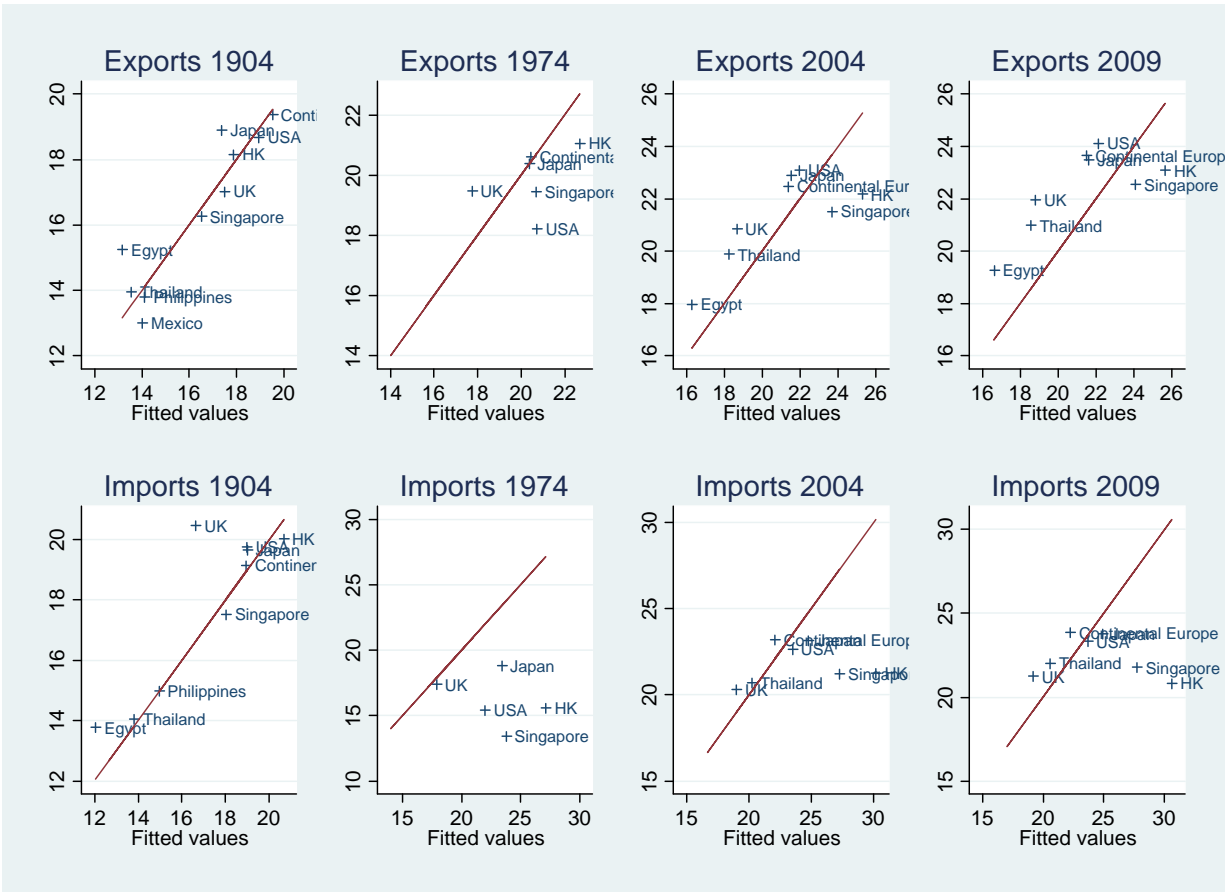 Exports 1904
Exports 1974
Exports 2004
Exports 2009
20
18
16
14
12
+ Conti
+ Japan
+ USA
+ HK
+ UK
+ Singapore
+ Egypt
+ Thailand
+ Philippines
+ Mexico
12 14 16 18 20
Fitted values
22
20
18
16
14
+ HK
+ Continenta
+ Japan
+ UK
+ Singapore
+ USA
14 16 18 20 22
Fitted values
26
24
22
20
18
16
+ USA
+ Japan
+ Continental Eur
+ HK
+ Singapore
+ UK
+ Thailand
+ Egypt
16 18 20 22 24 26
Fitted values
26
24
22
20
18
16
+ USA
+ Continental Europ
+ Japan
+ HK
+ Singapore
+ UK
+ Thailand
+ Egypt
16 18 20 22 24 26
Fitted values
Imports 1904
Imports 1974
Imports 2004
Imports 2009
20
18
16
14
12
+ UK
+ HK
+ USA
+ Japan
+ Continen
+ Singapore
+ Philippines
+ Thailand
+ Egypt
12 14 16 18 20
Fitted values
30
25
20
15
10
+ Japan
+ UK
+ USA
+ HK
+ Singapore
15 20 25 30
Fitted values
30
25
20
15
+ Continental Europ
+ Japan
+ USA
+ Singapo
+ HK
+ Thailand
+ UK
15 20 25 30
Fitted values
30
25
20
15
+ Continental Europe
+ Japan
+ USA
+ Thailand
+ Singapore
+ UK
+ HK
15 20 25 30
Fitted values